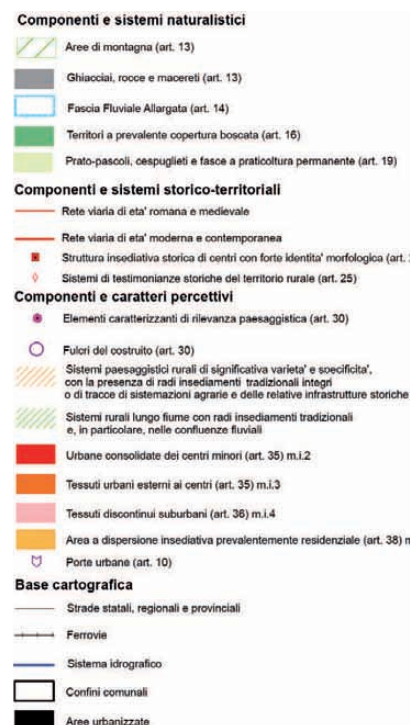 Componenti e sistemi naturalistici
Aree di montagna (art. 13)
Ghiacciai, rocce e macereti (art. 13)
Fascia Fluviale Allargata (art. 14)
Territori a prevalente copertura boscata (art. 16)
Prato-pascoli, cespuglieti e fasce a praticoltura permanente (art. 19)
Componenti e sistemi storico-territoriali
Rete viaria di eta' romana e medievale
Rete viaria di eta' moderna e contemporanea
Struttura insediativa storica di centri con forte identita' morfologica (art.
Sistemi di testimonianze storiche del territorio rurale (art. 25)
Componenti e caratteri percettivi
Elementi caratterizzanti di rilevanza paesaggistica (art. 30)
Fulcri del costruito (art. 30)
Sistemi paesaggistici rurali di significativa varieta' e specificita',
con la presenza di radi insediamenti tradizionali integri
o di tracce di sistemazioni agrarie e delle relative infrastrutture storiche
Sistemi rurali lungo fiume con radi insediamenti tradizionali
e, in particolare, nelle confluenze fluviali
Urbane consolidate dei centri minori (art. 35) m.i.2
Tessuti urbani esterni ai centri (art. 35) m.i.3
Tessuti discontinui suburbani (art. 36) m.i.4
Area a dispersione insediativa prevalentemente residenziale (art. 38) m
Porte urbane (art. 10)
Base cartografica
Strade statali, regionali e provinciali
Ferrovie
Sistema idrografico
Confini comunali
Aree urbanizzate